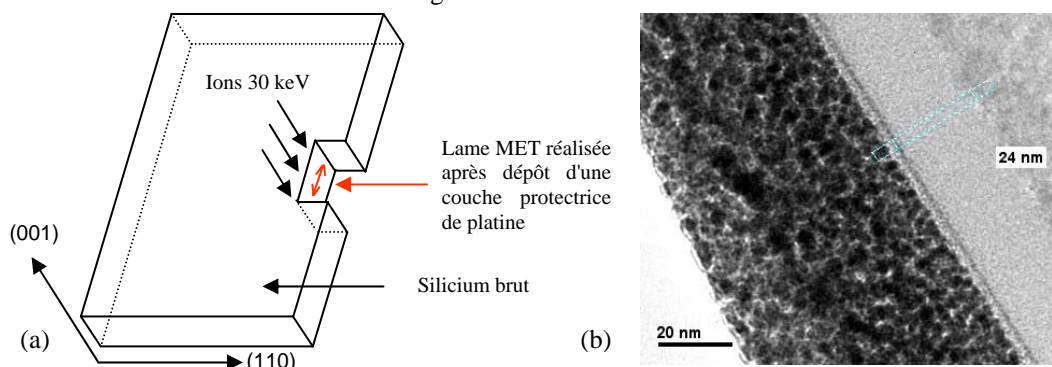 Ions 30 keV
Lame MET réalisée
après dépôt d'une
couche protectrice
de platine
(001)
Silicium brut
(a)
(110)
24 nm
20 nm
(b)